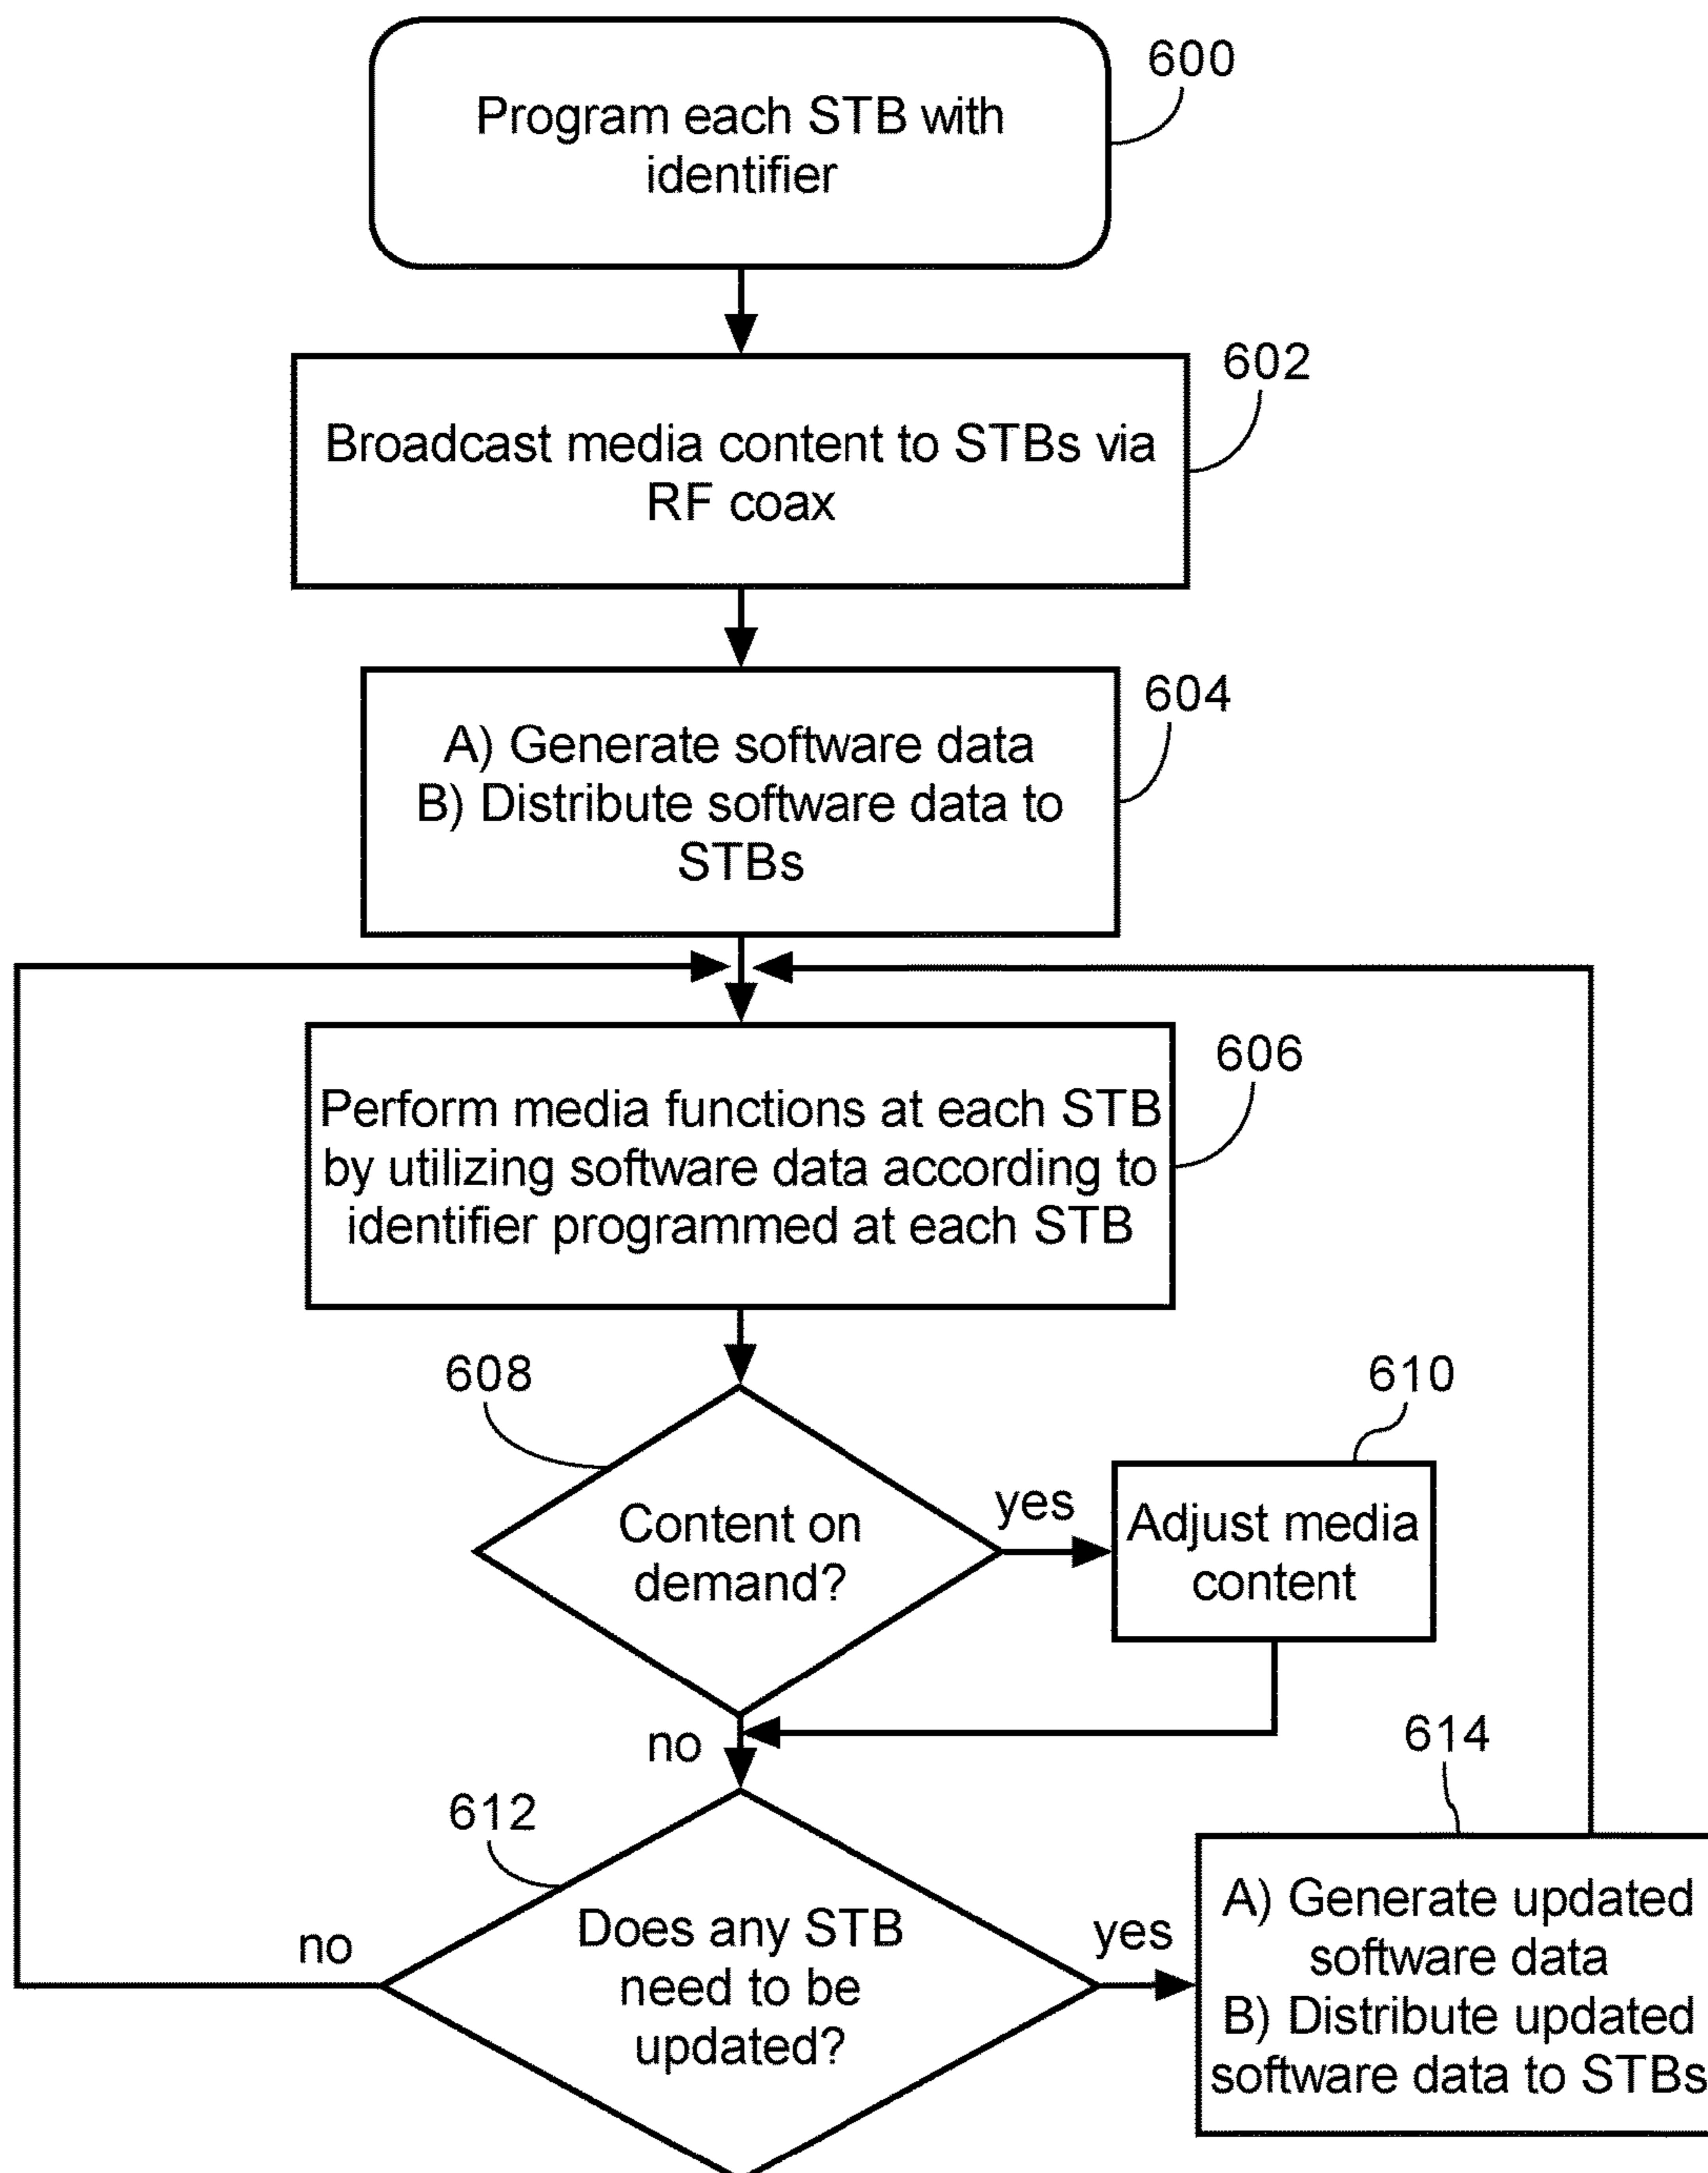 600
Program each STB with
identifier
602
Broadcast media content to STBs via
RF coax
604
A) Generate software data
B) Distribute software data to
STBs
606
Perform media functions at each STB
by utilizing software data according to
identifier programmed at each STB
608
610
Content on
demand?
yes
Adjust media
content
no
612
614
Does any STB
need to be
updated?
no
yes
A) Generate updated
software data
B) Distribute updated
software data to STBs